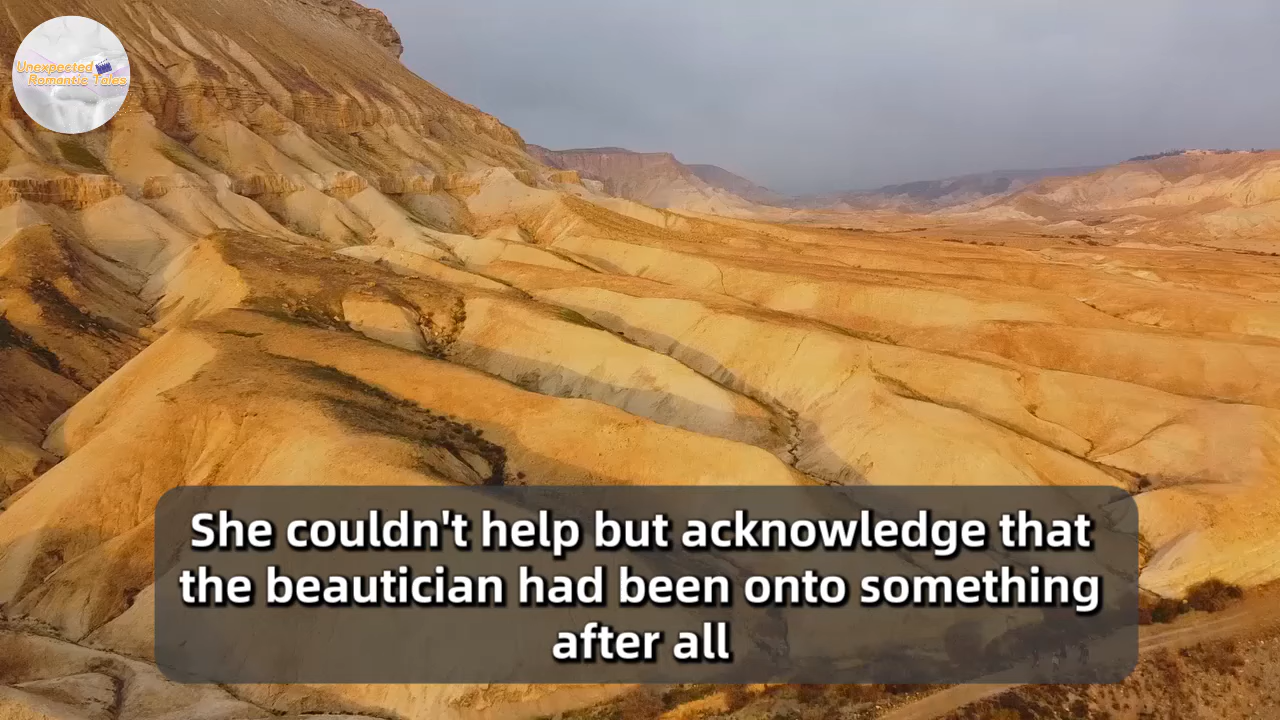 Unexpected
Romantic Tales
She couldn't help but acknowledge that
the beautician had been onto something
after all